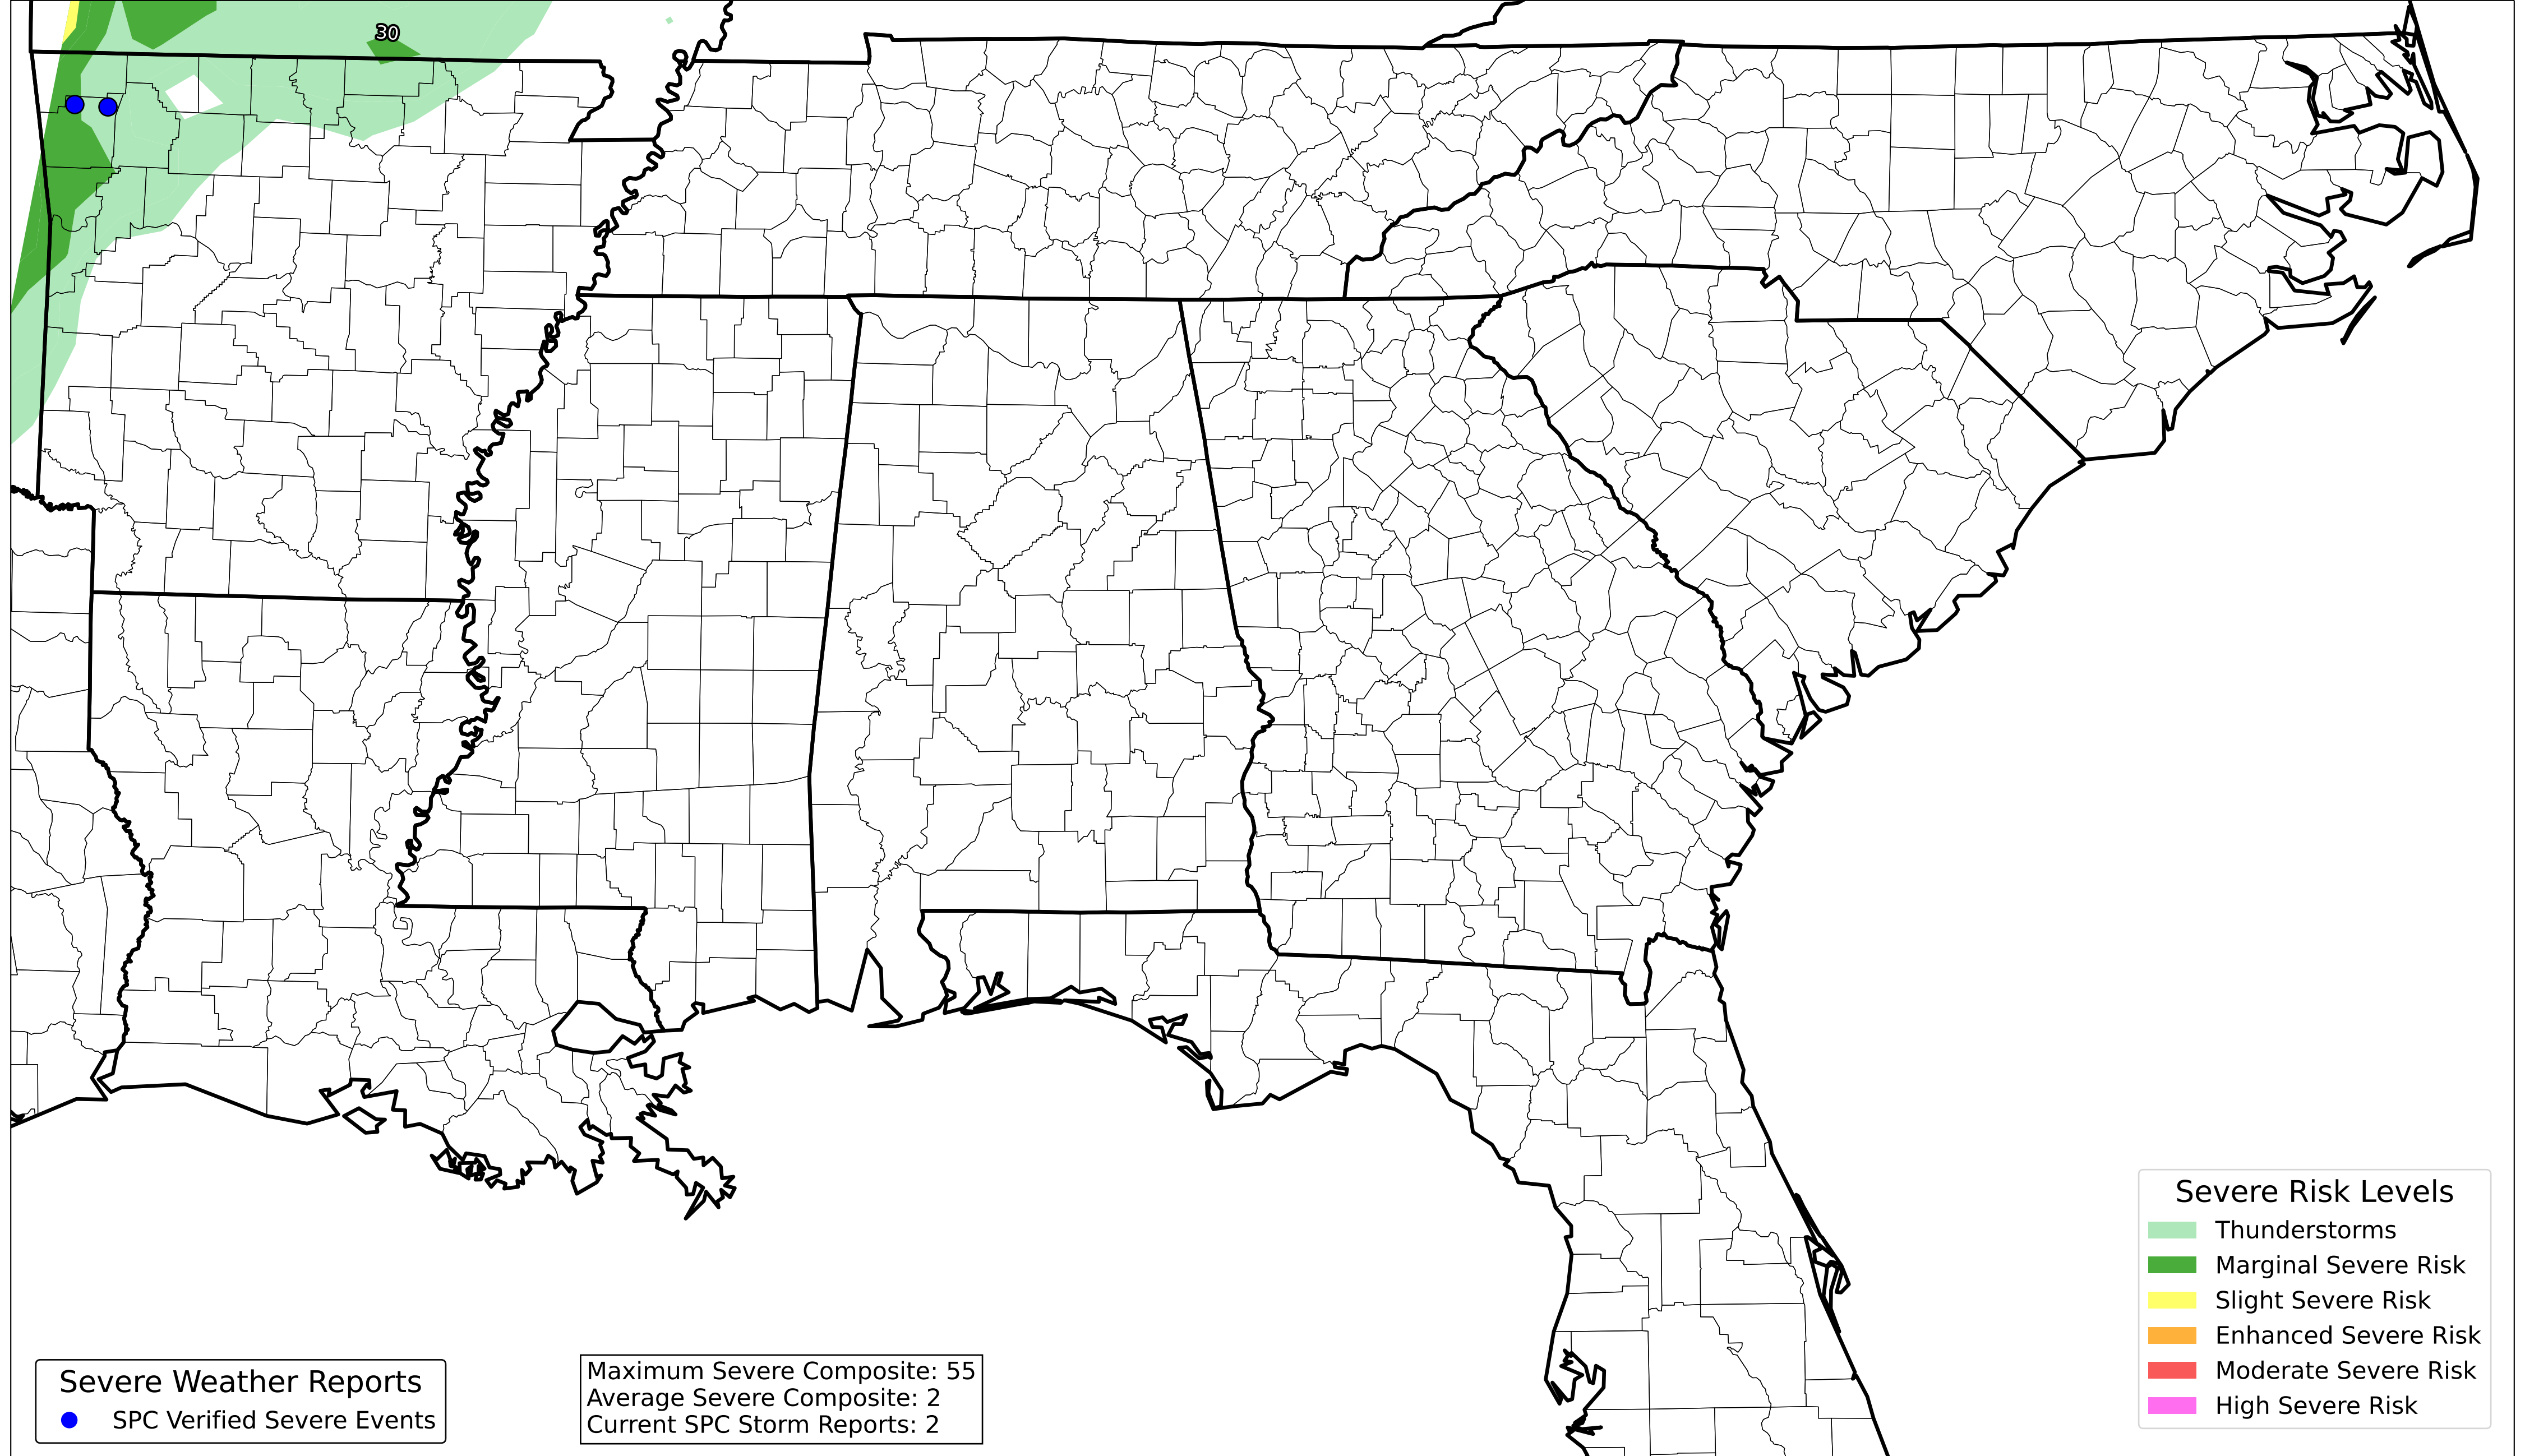 30
Severe Weather Reports
SPC Verified Severe Events
Maximum Severe Composite: 55
Average Severe Composite: 2
Current SPC Storm Reports: 2
Severe Risk Levels
Thunderstorms
Marginal Severe Risk
Slight Severe Risk
Enhanced Severe Risk
Moderate Severe Risk
High Severe Risk